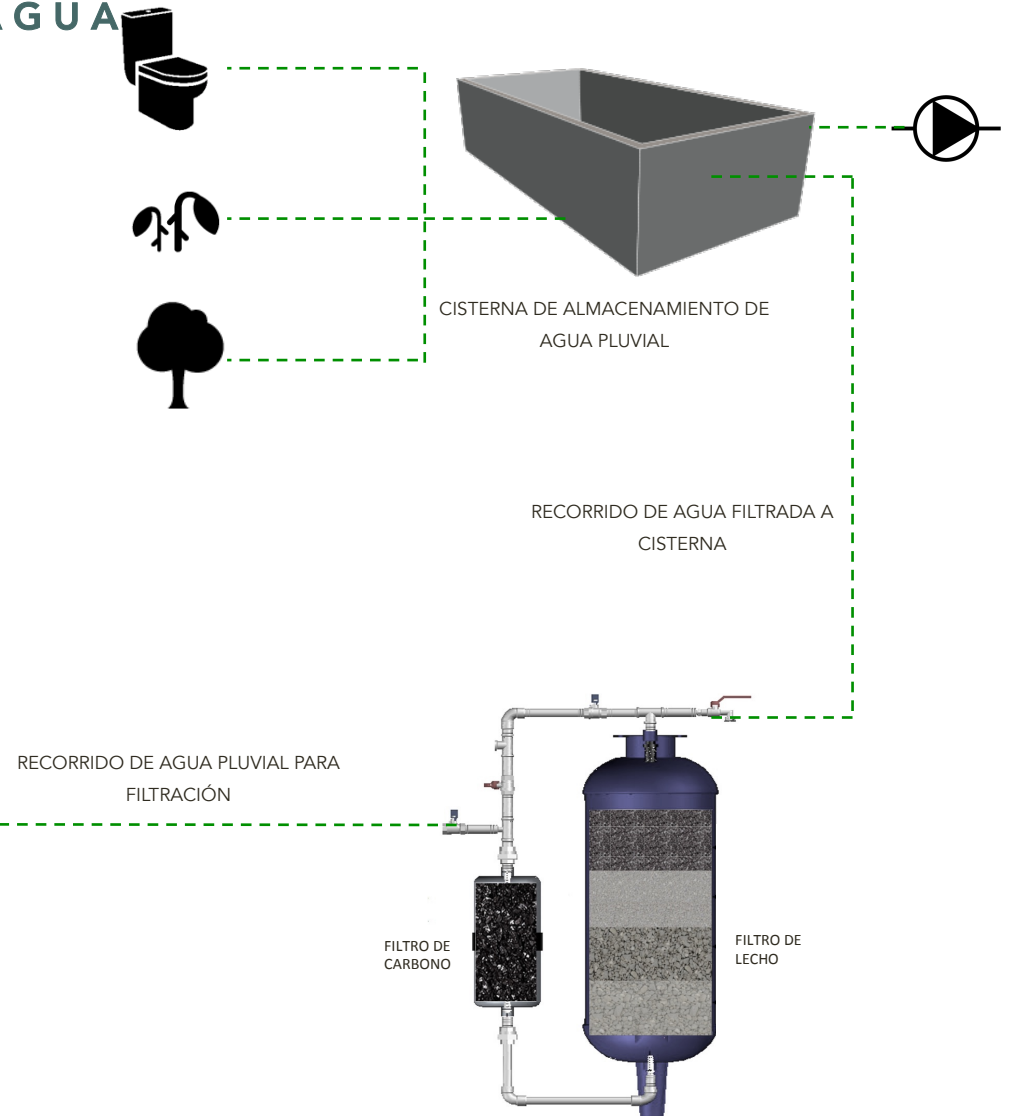 AGUA
CISTERNA DE ALMACENAMIENTO DE
AGUA PLUVIAL
RECORRIDO DE AGUA FILTRADA A
CISTERNA
RECORRIDO DE AGUA PLUVIAL PARA
FILTRACIÓN
FILTRO DE
CARBONO
FILTRO DE
LECHO